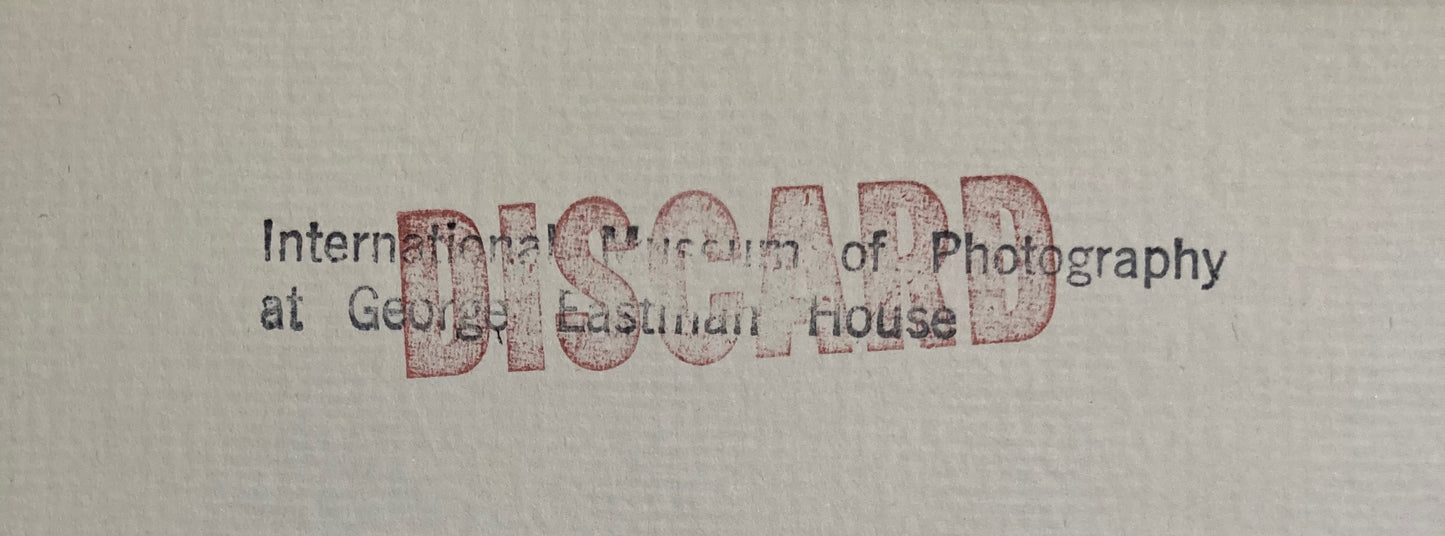 International Museum of Photography
at George Eastman House
DISCARD